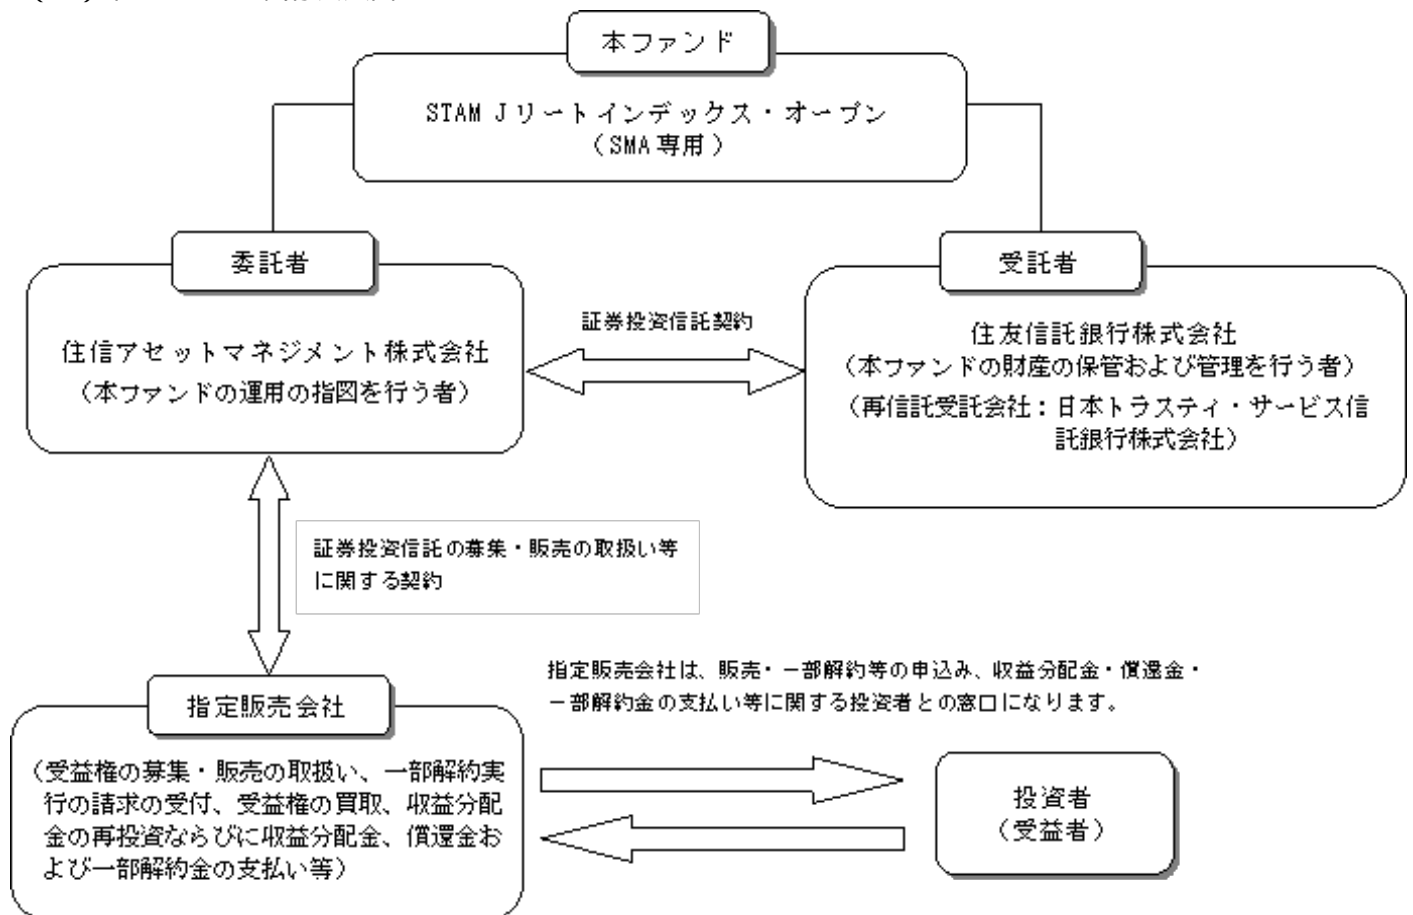 本ファンド
STAM Jリートインデックス・オープン
（SMA専用）
委託者
受託者
住信アセットマネジメント株式会社
（本ファンドの運用の指図を行う者）
証券投資信託契約
住友信託銀行株式会社
（本ファンドの財産の保管および管理を行う者）
（再信託受託会社：日本トラスティ・サービス信
託銀行株式会社）
証券投資信託の募集・販売の取扱い等
に関する契約
指定販売会社は、販売・一部解約等の申込み、収益分配金・償還金・
一部解約金の支払い等に関する投資者との窓口になります。
指定販売会社
（受益権の募集・販売の取扱い、一部解約実
行の請求の受付、受益権の買取、収益分配
金の再投資ならびに収益分配金、償還金お
よび一部解約金の支払い等）
投資者
（受益者）